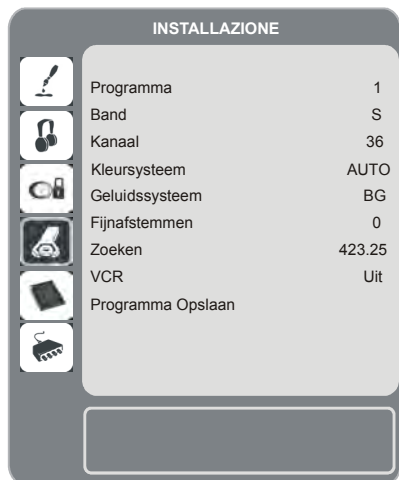 INSTALLAZIONE
Programma 1
Band S
Kanaal 36
Kleursysteem AUTO
Geluidssysteem BG
Fijnafstemmen 0
Zoeken 423.25
VCR Uit
Programma Opslaan